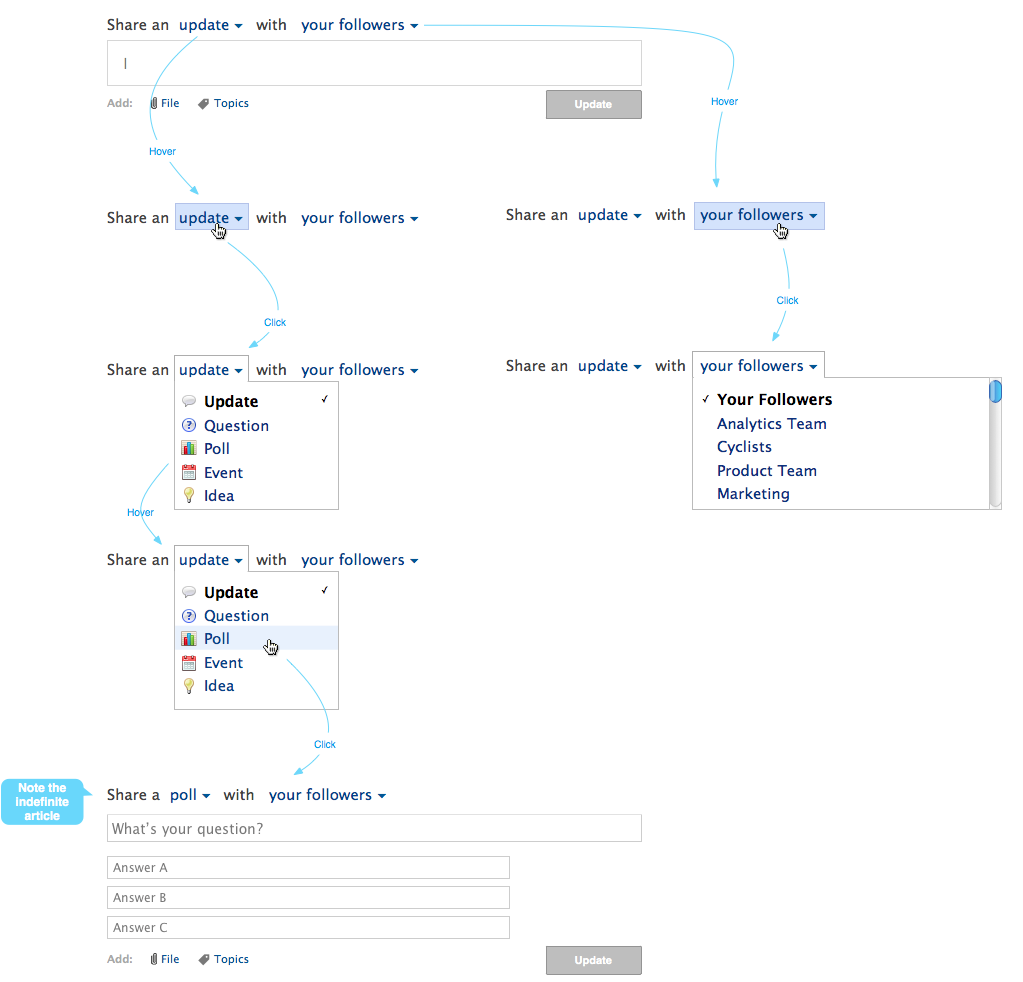 Share an update with your followers
Add: File Topics Update
Hover
Hover
Share an update with your followers
Share an update with your followers
Click
Click
Share an update with your followers
Update ✓
Question
Poll
Event
Idea
Share an update with your followers
✓ Your Followers
Analytics Team
Cyclists
Product Team
Marketing
Hover
Share an update with your followers
Update ✓
Question
Poll
Event
Idea
Click
Note the
indefinite
article
Share a poll with your followers
What's your question?
Answer A
Answer B
Answer C
Add: File Topics Update